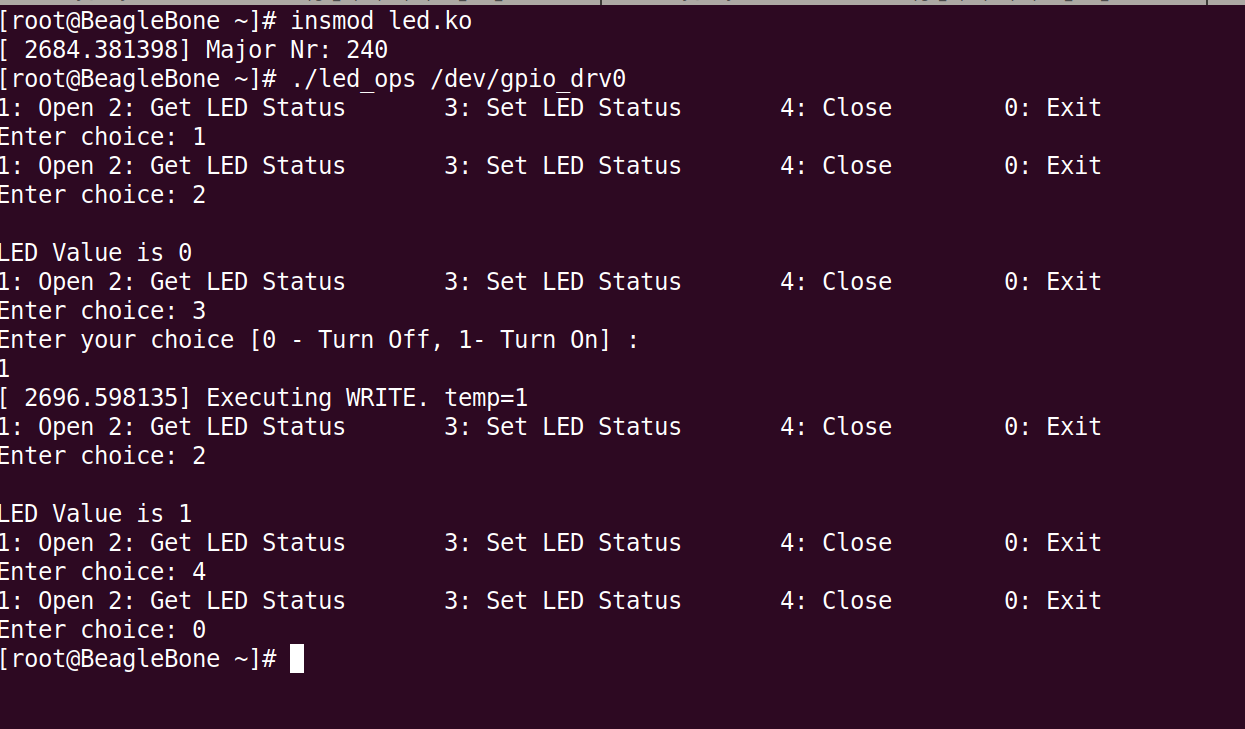 [root@BeagleBone ~]# insmod led.ko
[ 2684.381398] Major Nr: 240
[root@BeagleBone ~]# ./led_ops /dev/gpio_drv0
1: Open 2: Get LED Status       3: Set LED Status       4: Close        0: Exit
Enter choice: 1
1: Open 2: Get LED Status       3: Set LED Status       4: Close        0: Exit
Enter choice: 2

LED Value is 0
1: Open 2: Get LED Status       3: Set LED Status       4: Close        0: Exit
Enter choice: 3
Enter your choice [0 - Turn Off, 1- Turn On] :
1
[ 2696.598135] Executing WRITE. temp=1
1: Open 2: Get LED Status       3: Set LED Status       4: Close        0: Exit
Enter choice: 2

LED Value is 1
1: Open 2: Get LED Status       3: Set LED Status       4: Close        0: Exit
Enter choice: 4
1: Open 2: Get LED Status       3: Set LED Status       4: Close        0: Exit
Enter choice: 0
[root@BeagleBone ~]#